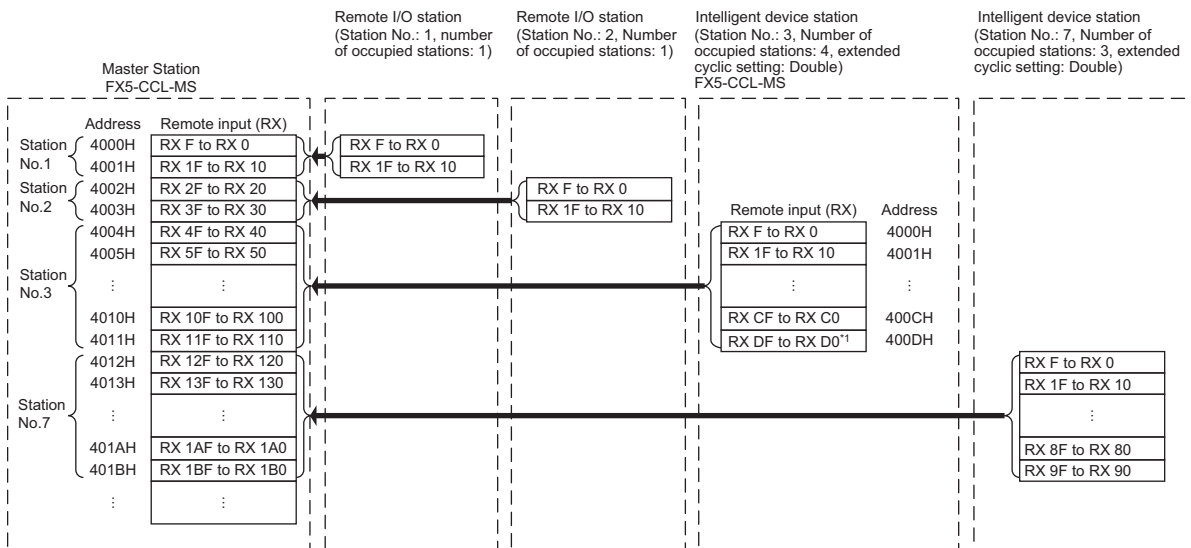 Remote I/O station
(Station No.: 1, number
of occupied stations: 1)
Remote I/O station
(Station No.: 2, Number
of occupied stations: 1)
Intelligent device station
(Station No.: 3, Number of
occupied stations: 4, extended
cyclic setting: Double)
FX5-CCL-MS
Intelligent device station
(Station No.: 7, Number of
occupied stations: 3, extended
cyclic setting: Double)
Master Station
FX5-CCL-MS
Address Remote input (RX)
Station
No.1
4000H RX F to RX 0
4001H RX 1F to RX 10
Station
No.2
4002H RX 2F to RX 20
4003H RX 3F to RX 30
Station
No.3
4004H RX 4F to RX 40
4005H RX 5F to RX 50
⋮ ⋮
4010H RX 10F to RX 100
4011H RX 11F to RX 110
Station
No.7
4012H RX 12F to RX 120
4013H RX 13F to RX 130
⋮ ⋮
401AH RX 1AF to RX 1A0
401BH RX 1BF to RX 1B0
⋮ ⋮
RX F to RX 0
RX 1F to RX 10
RX F to RX 0
RX 1F to RX 10
Remote input (RX) Address
RX F to RX 0 4000H
RX 1F to RX 10 4001H
⋮ ⋮
RX CF to RX C0 400CH
RX DF to RX D0*1 400DH
RX F to RX 0
RX 1F to RX 10
⋮
RX 8F to RX 80
RX 9F to RX 90